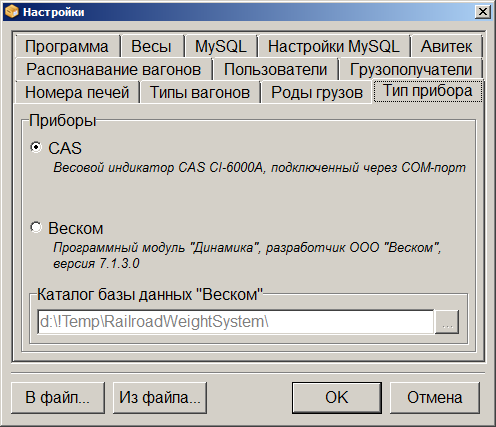 Настройки
Программа Весы MySQL Настройки MySQL Авитек
Распознавание вагонов Пользователи Грузополучатели
Номера печей Типы вагонов Роды грузов Тип прибора
Приборы
CAS
Весовой индикатор CAS CI-6000A, подключенный через COM-порт
Веском
Программный модуль "Динамика", разработчик ООО "Веском",
версия 7.1.3.0
Каталог базы данных "Веском"
d:\!Temp\RailroadWeightSystem\ ...
В файл... Из файла... OK Отмена